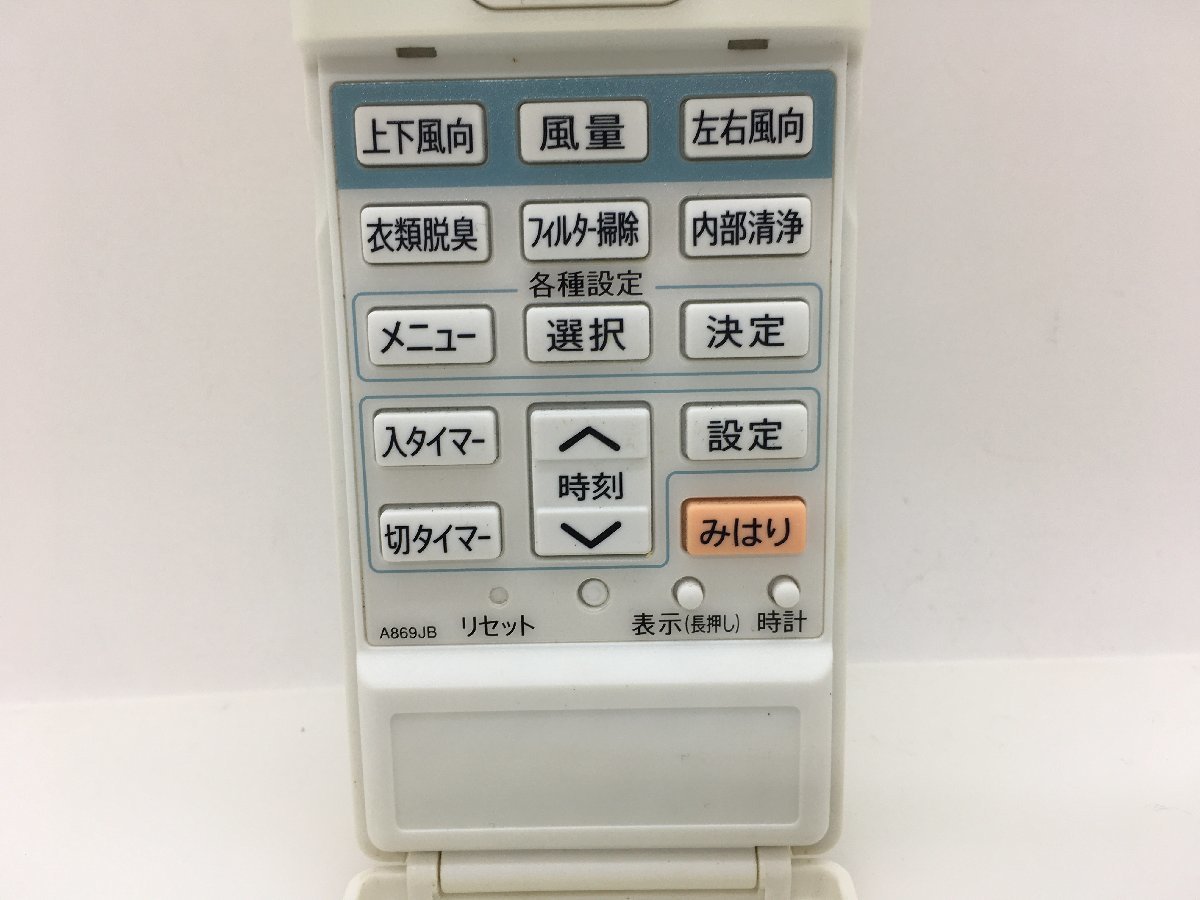 上下風向 風量 左右風向
衣類脱臭 フィルター掃除 内部清浄
各種設定
メニュー 選択 決定
入タイマー 時刻 設定
切タイマー みはり
A869JB リセット 表示(長押し) 時計